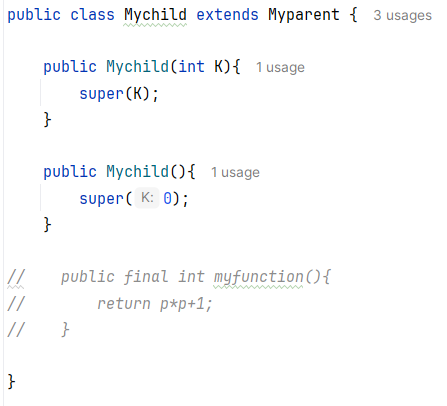 public class Mychild extends Myparent { 3 usages
public Mychild(int K){ 1 usage
super(K);
}
public Mychild(){ 1 usage
super( K: 0);
}
// public final int myfunction(){
// return p*p+1;
// }
}